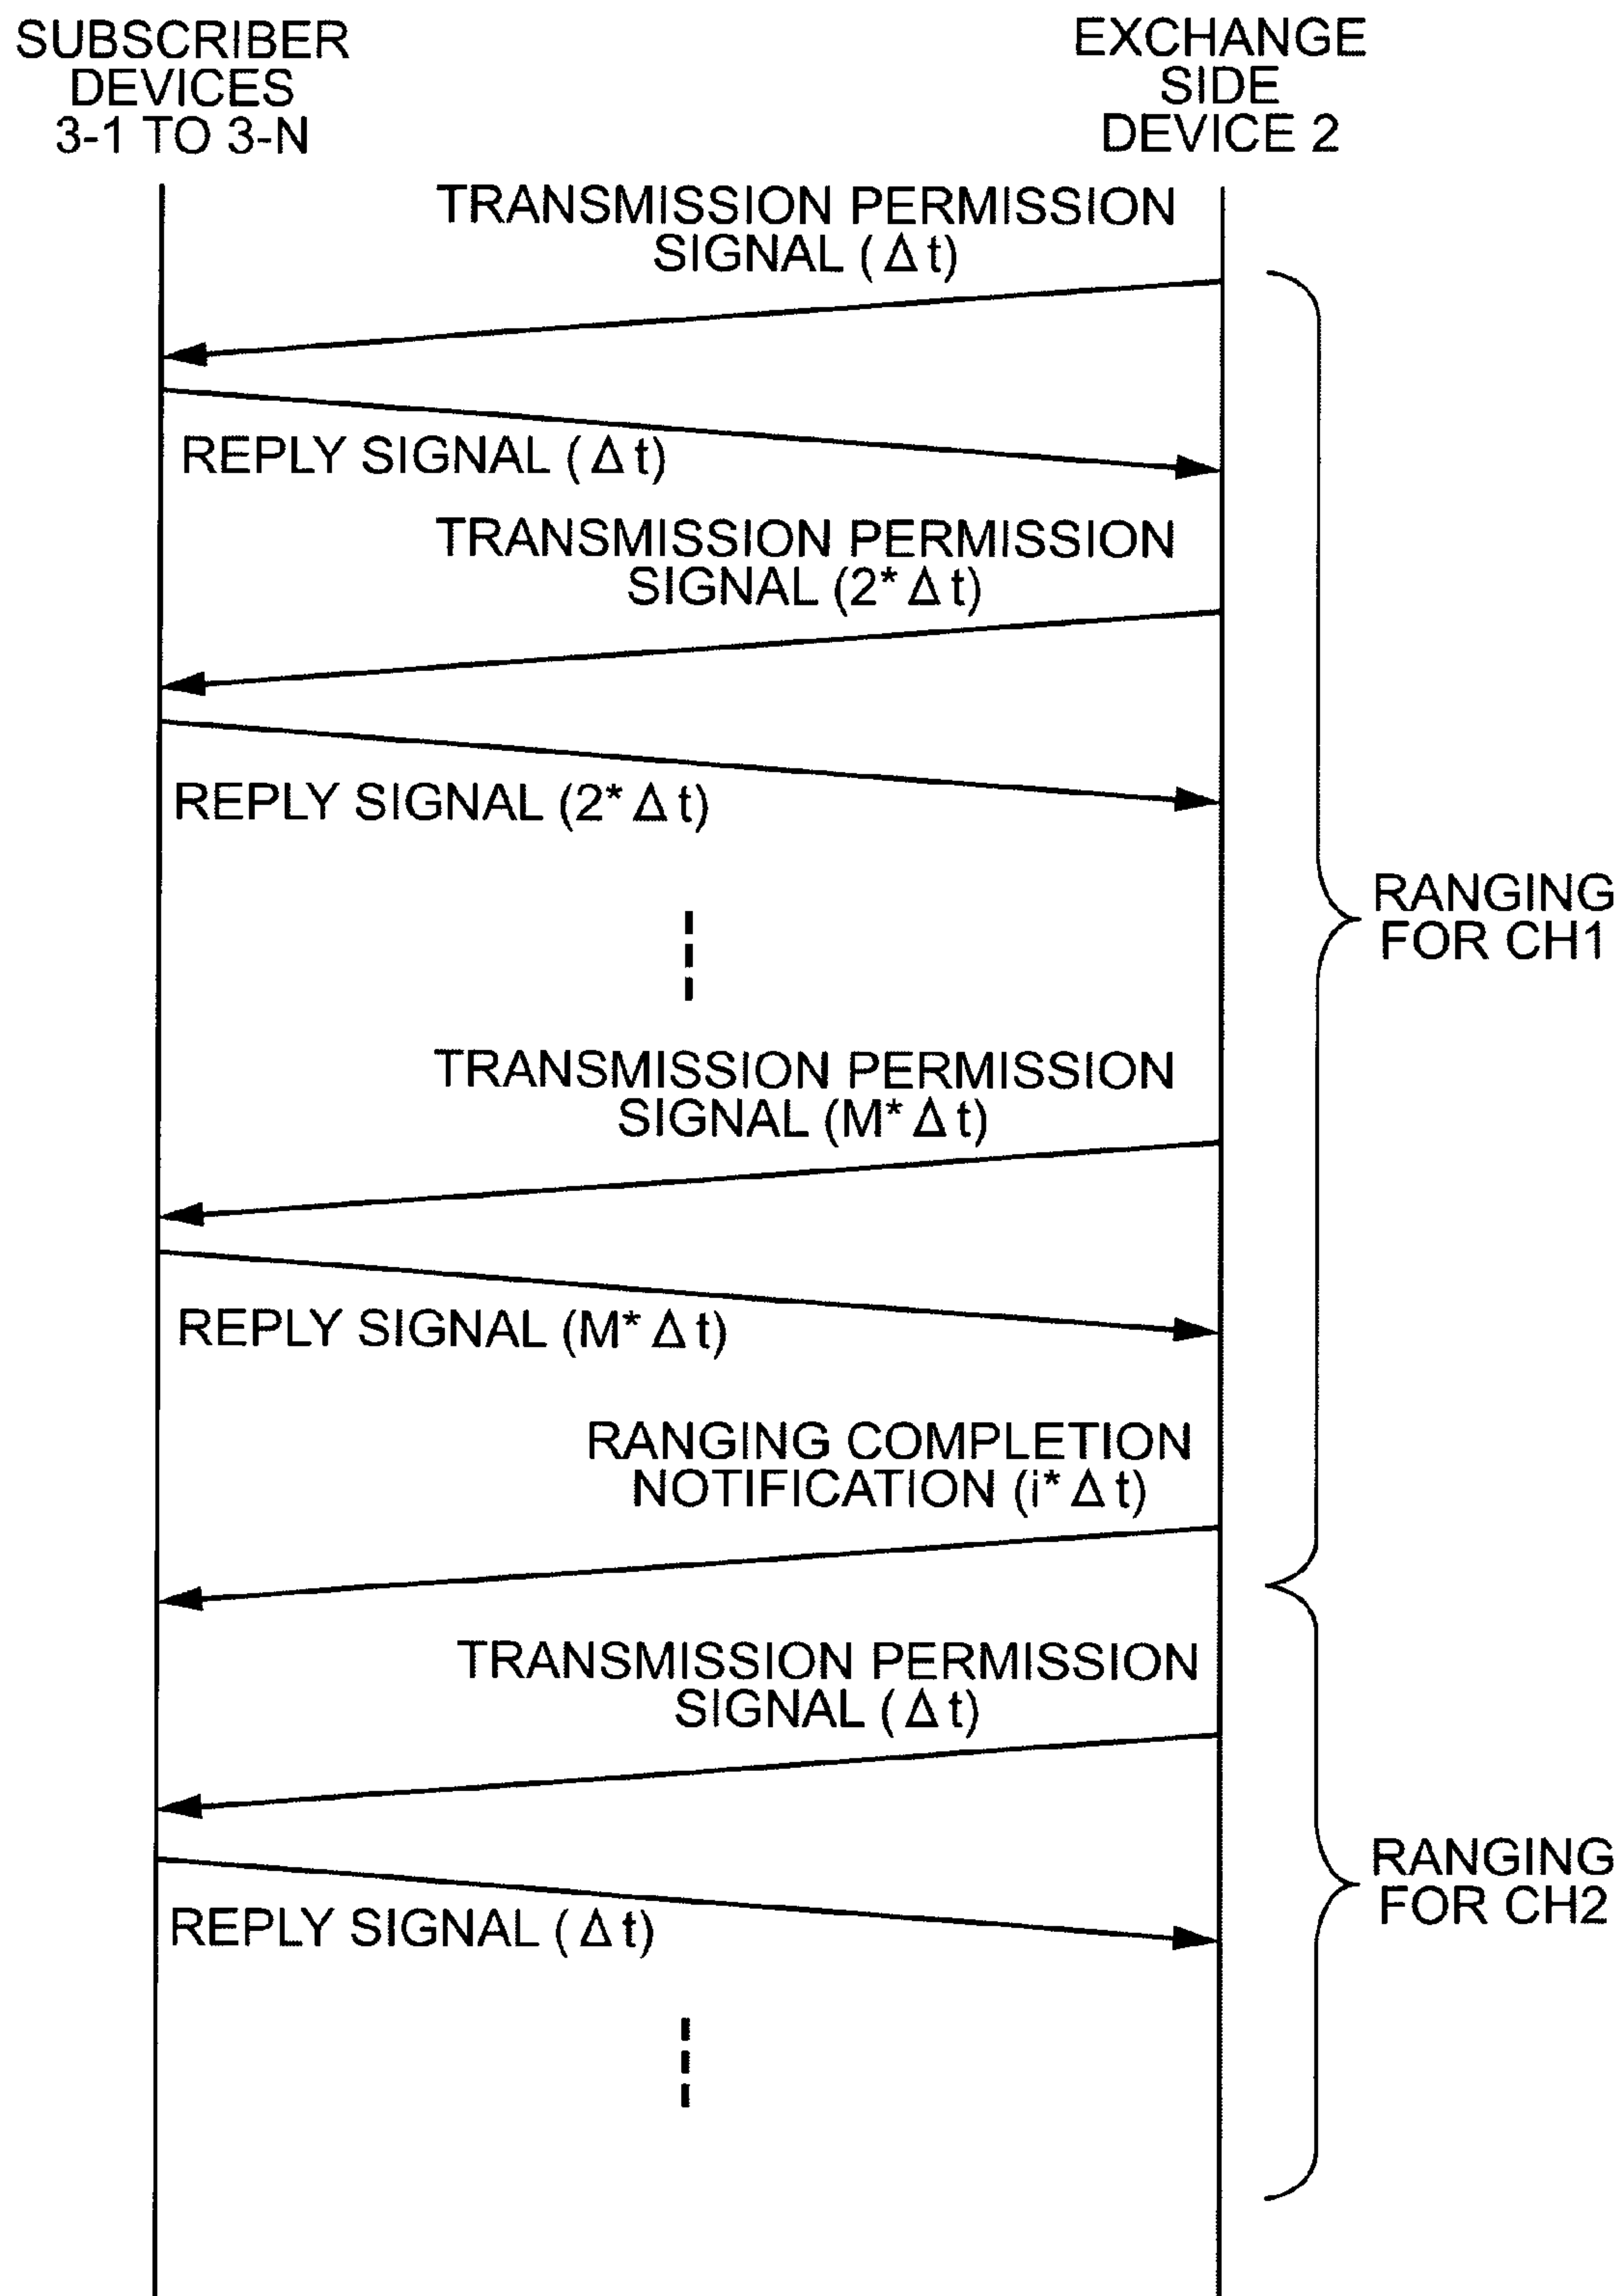 SUBSCRIBER
DEVICES
3-1 TO 3-N
EXCHANGE
SIDE
DEVICE 2
TRANSMISSION PERMISSION
SIGNAL (Δt)
REPLY SIGNAL (Δt)
TRANSMISSION PERMISSION
SIGNAL (2*Δt)
REPLY SIGNAL (2*Δt)
RANGING
FOR CH1
TRANSMISSION PERMISSION
SIGNAL (M*Δt)
REPLY SIGNAL (M*Δt)
RANGING COMPLETION
NOTIFICATION (i*Δt)
TRANSMISSION PERMISSION
SIGNAL (Δt)
RANGING
FOR CH2
REPLY SIGNAL (Δt)